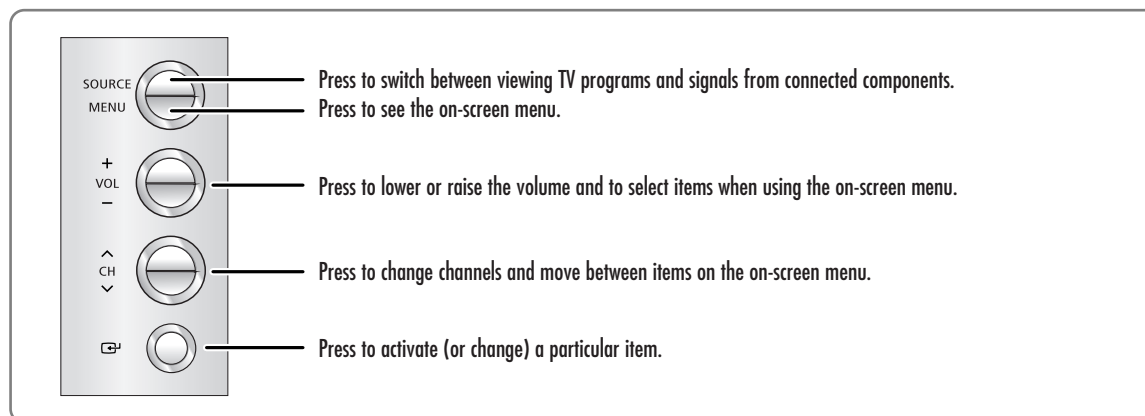 SOURCE
MENU
Press to switch between viewing TV programs and signals from connected components.
Press to see the on-screen menu.
+
VOL
−
Press to lower or raise the volume and to select items when using the on-screen menu.
CH
Press to change channels and move between items on the on-screen menu.
Press to activate (or change) a particular item.